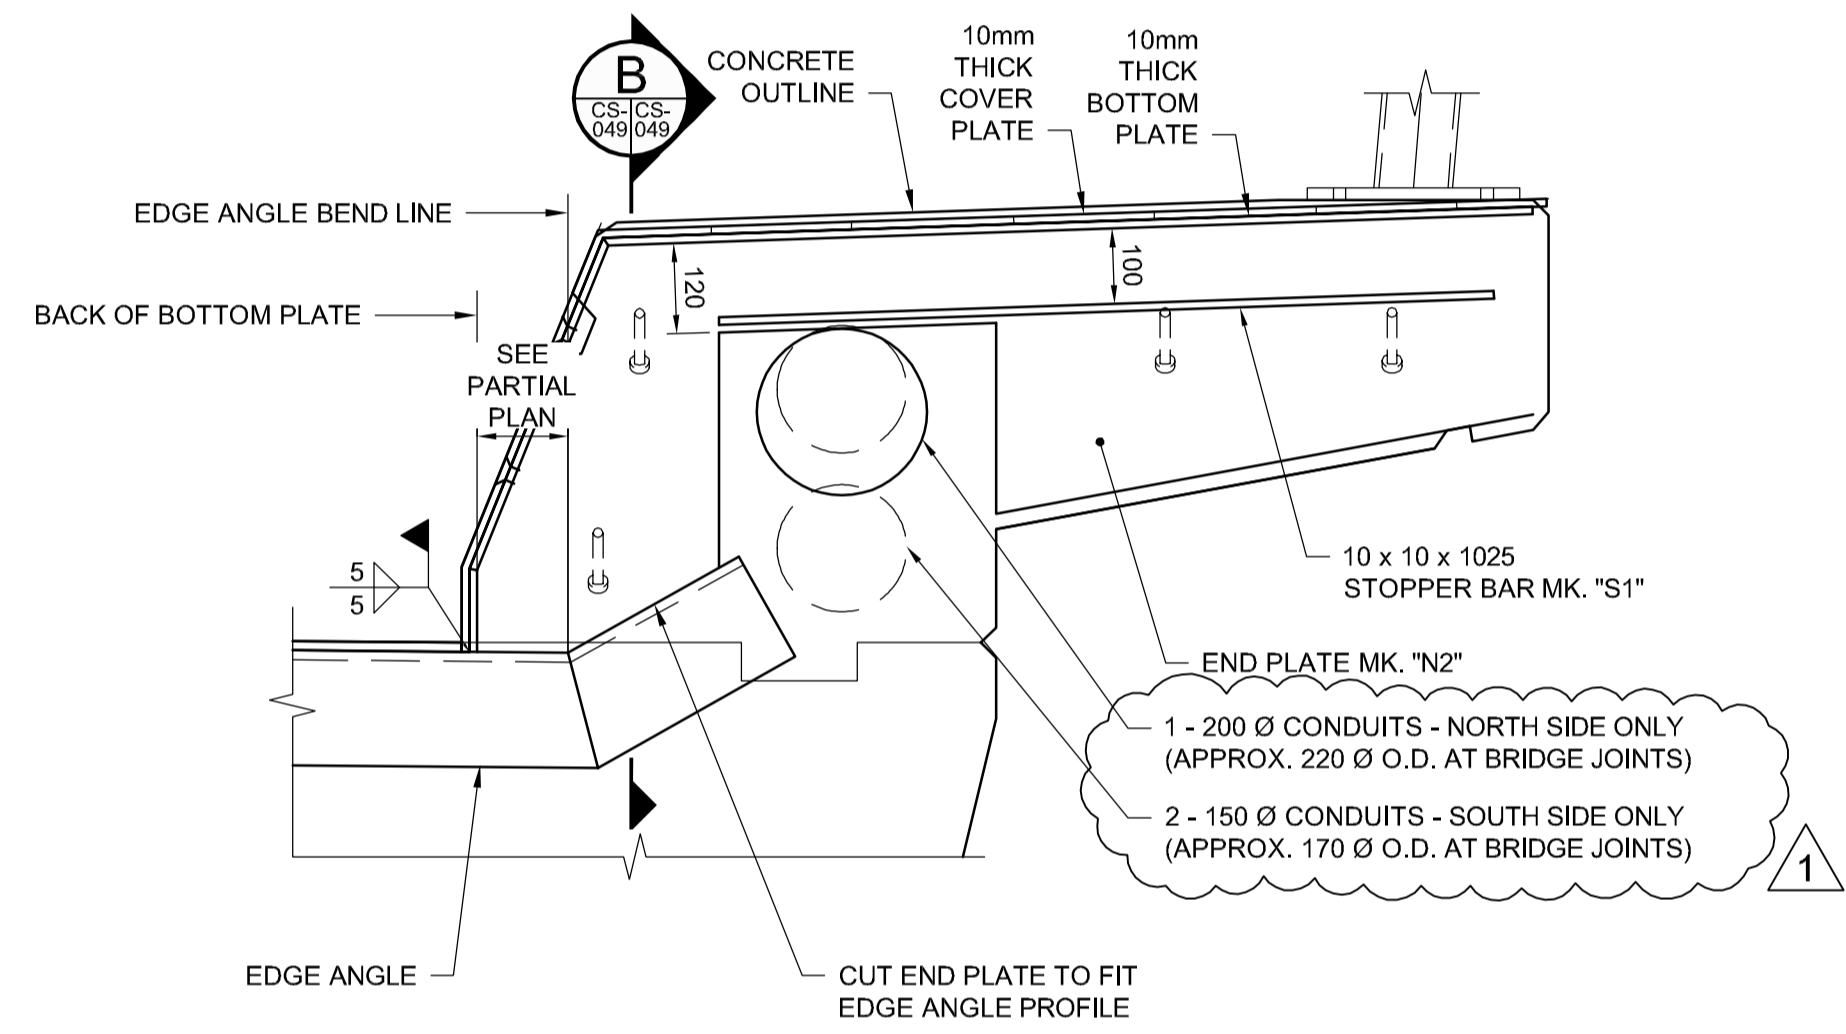 B
CS-
049
CS-
049
CONCRETE
OUTLINE
10mm
THICK
COVER
PLATE
10mm
THICK
BOTTOM
PLATE
EDGE ANGLE BEND LINE
BACK OF BOTTOM PLATE
120
100
SEE
PARTIAL
PLAN
5
5
10 x 10 x 1025
STOPPER BAR MK. "S1"
END PLATE MK. "N2"
1 - 200 Ø CONDUITS - NORTH SIDE ONLY
(APPROX. 220 Ø O.D. AT BRIDGE JOINTS)
2 - 150 Ø CONDUITS - SOUTH SIDE ONLY
(APPROX. 170 Ø O.D. AT BRIDGE JOINTS)
1
EDGE ANGLE
CUT END PLATE TO FIT
EDGE ANGLE PROFILE